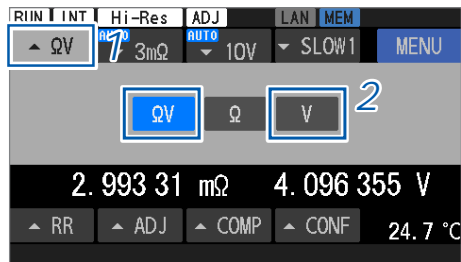 RUN INT Hi-Res ADJ LAN MEM
ΩV 1 AUTO 3mΩ AUTO 10V SLOW1 MENU
ΩV Ω V 2
2.993 31 mΩ 4.096 355 V
RR ADJ COMP CONF 24.7 °C